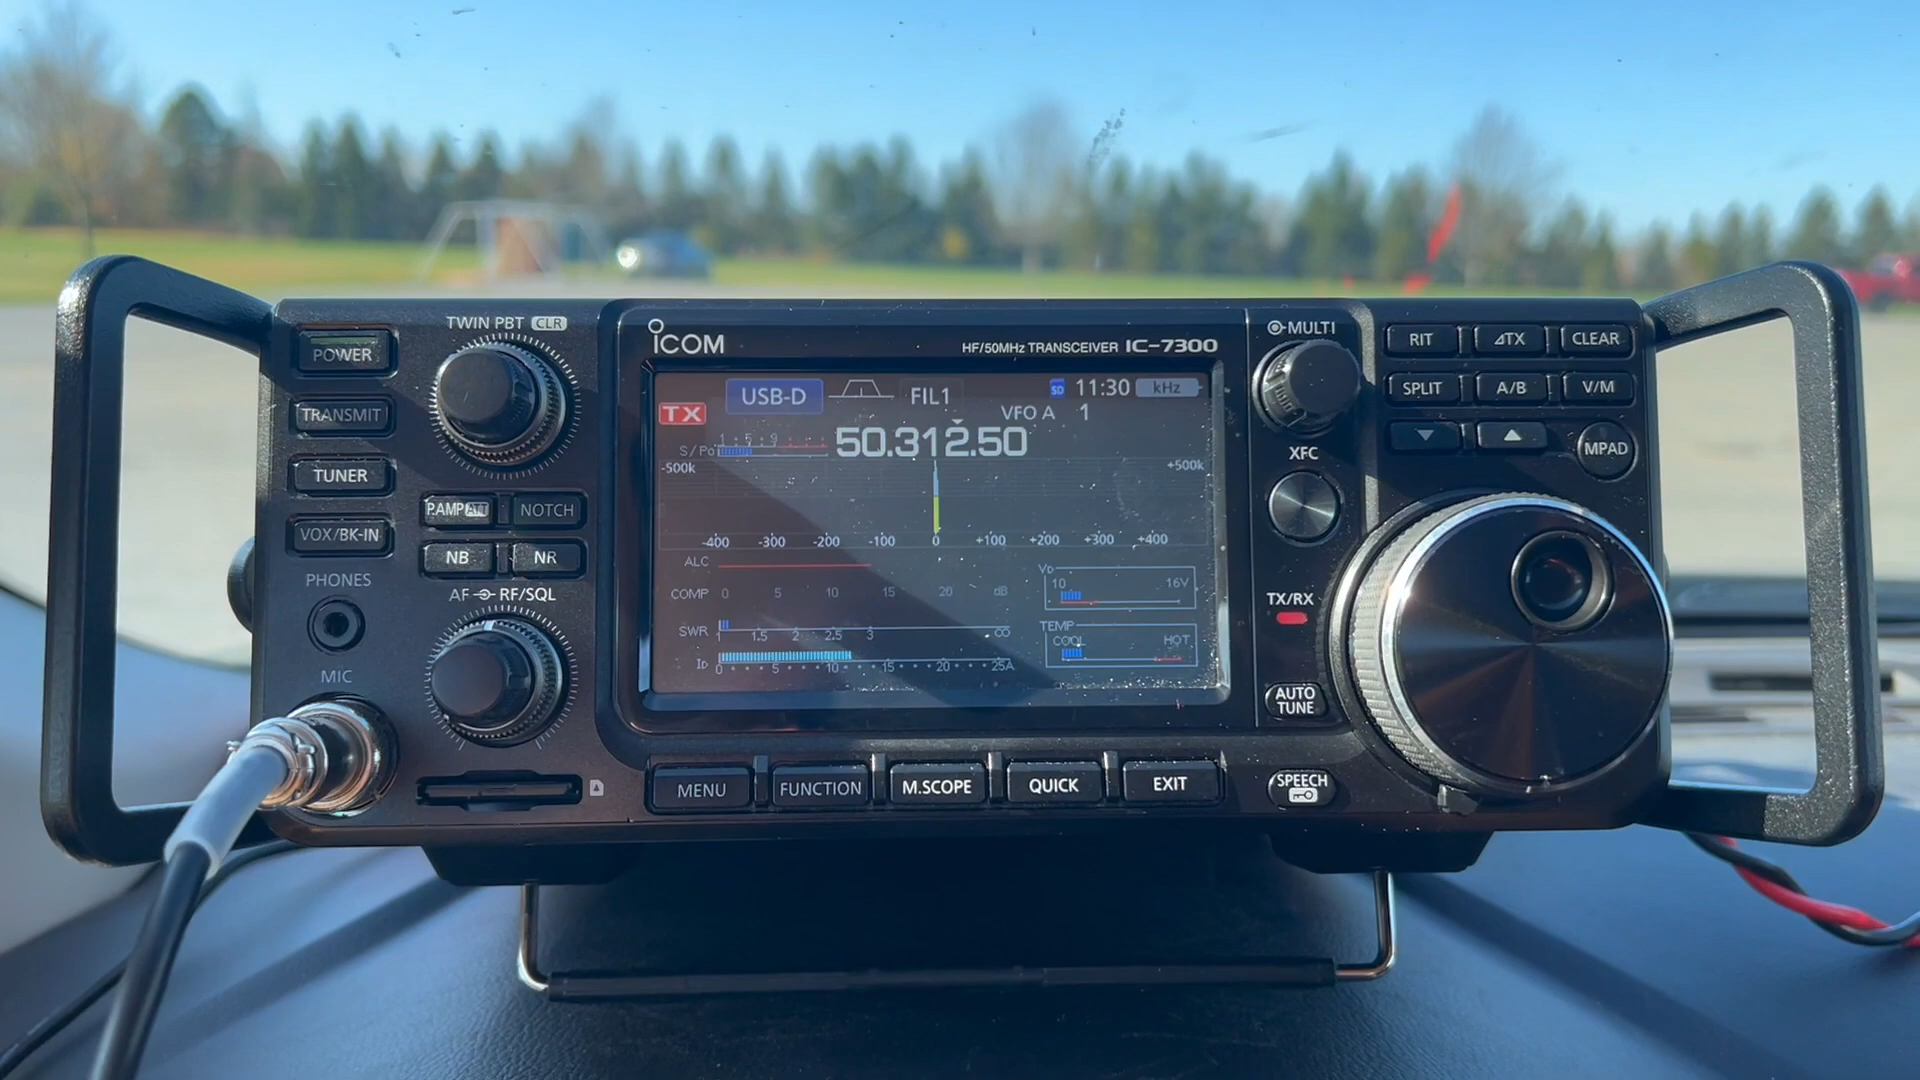 TWIN PBT CLR
POWER
TRANSMIT
TUNER
VOX/BK-IN
P.AMP ATT
NOTCH
NB
NR
PHONES
AF RF/SQL
MIC
ICOM
HF/50MHz TRANSCEIVER IC-7300
USB-D FIL1 SD 11:30 kHz
TX VFO A 1
50.312.50
S/Po 1 5 9
-500k +500k
-400 -300 -200 -100 0 +100 +200 +300 +400
ALC
COMP 0 5 10 15 20 dB
SWR 1 1.5 2 2.5 3 ∞
ID 0 5 10 15 20 25A
VD
10 16V
TEMP
COOL HOT
MENU FUNCTION M.SCOPE QUICK EXIT
MULTI
XFC
TX/RX
AUTO
TUNE
SPEECH
RIT ⊿TX CLEAR
SPLIT A/B V/M
▼ ▲ MPAD